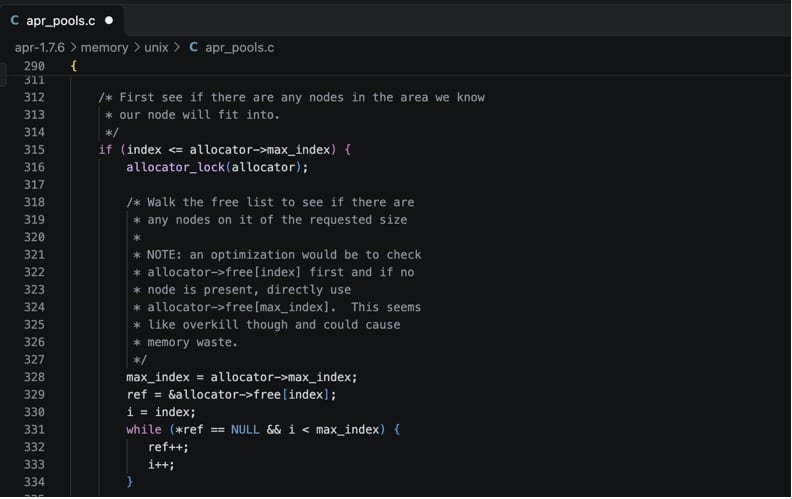 C apr_pools.c ●
apr-1.7.6 > memory > unix > C apr_pools.c
290 {
311
312 /* First see if there are any nodes in the area we know
313 * our node will fit into.
314 */
315 if (index <= allocator->max_index) {
316 allocator_lock(allocator);
317
318 /* Walk the free list to see if there are
319 * any nodes on it of the requested size
320 *
321 * NOTE: an optimization would be to check
322 * allocator->free[index] first and if no
323 * node is present, directly use
324 * allocator->free[max_index].  This seems
325 * like overkill though and could cause
326 * memory waste.
327 */
328 max_index = allocator->max_index;
329 ref = &allocator->free[index];
330 i = index;
331 while (*ref == NULL && i < max_index) {
332 ref++;
333 i++;
334 }